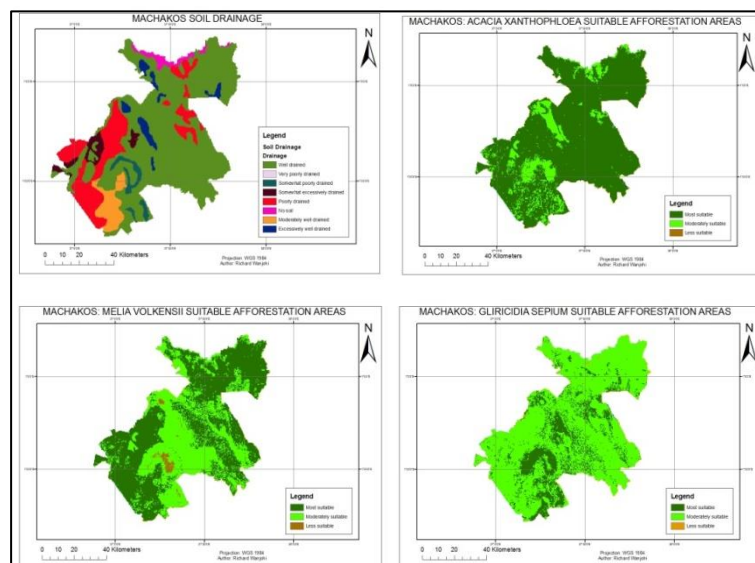 MACHAKOS SOIL DRAINAGE
N
Legend
Soil Drainage
Drainage
Well drained
Very poorly drained
Somewhat poorly drained
Somewhat excessively drained
Poorly drained
No soil
Moderately well drained
Excessively well drained
0 10 20 40 Kilometers
Projection: WGS 1984
Author: Richard
MACHAKOS: ACACIA XANTHOPHLOEA SUITABLE AFFORESTATION AREAS
N
Legend
Most suitable
Moderately suitable
Less suitable
0 10 20 40 Kilometers
Projection: WGS 1984
Author: Richard
MACHAKOS: MELIA VOLKENSII SUITABLE AFFORESTATION AREAS
N
Legend
Most suitable
Moderately suitable
Less suitable
0 10 20 40 Kilometers
Projection: WGS 1984
Author: Richard
MACHAKOS: GLIRICIDIA SEPIUM SUITABLE AFFORESTATION AREAS
N
Legend
Most suitable
Moderately suitable
Less suitable
0 10 20 40 Kilometers
Projection: WGS 1984
Author: Richard